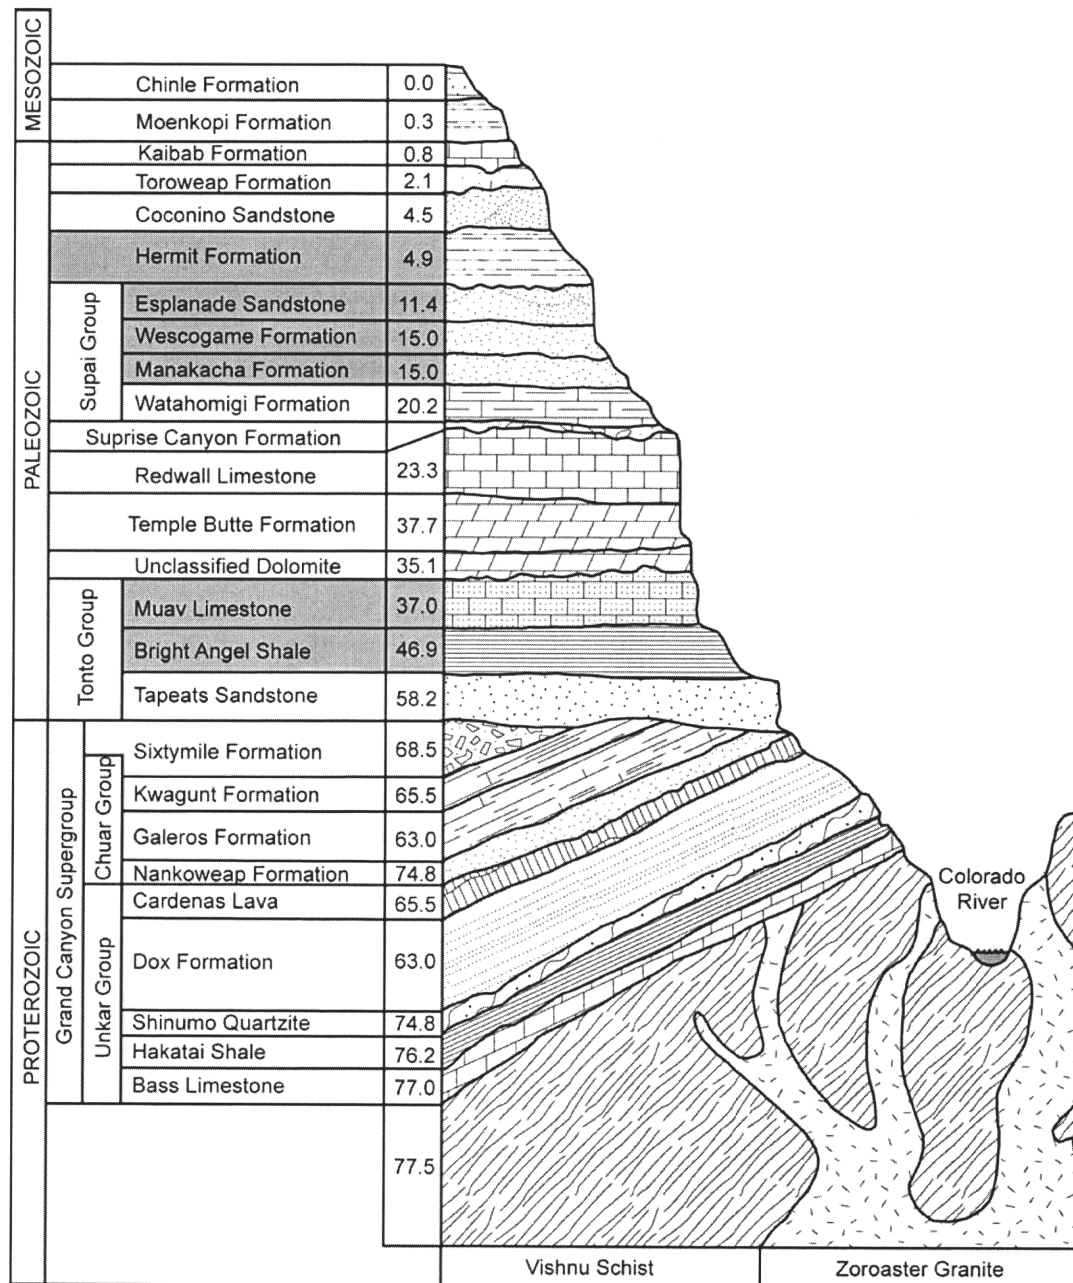 MESOZOIC
Chinle Formation 0.0
Moenkopi Formation 0.3
PALEOZOIC
Kaibab Formation 0.8
Toroweap Formation 2.1
Coconino Sandstone 4.5
Hermit Formation 4.9
Supai Group
Esplanade Sandstone 11.4
Wescogame Formation 15.0
Manakacha Formation 15.0
Watahomigi Formation 20.2
Suprise Canyon Formation
Redwall Limestone 23.3
Temple Butte Formation 37.7
Unclassified Dolomite 35.1
Tonto Group
Muav Limestone 37.0
Bright Angel Shale 46.9
Tapeats Sandstone 58.2
PROTEROZOIC
Grand Canyon Supergroup
Sixtymile Formation 68.5
Chuar Group
Kwagunt Formation 65.5
Galeros Formation 63.0
Nankoweap Formation 74.8
Unkar Group
Cardenas Lava 65.5
Dox Formation 63.0
Shinumo Quartzite 74.8
Hakatai Shale 76.2
Bass Limestone 77.0
77.5
Colorado
River
Vishnu Schist
Zoroaster Granite